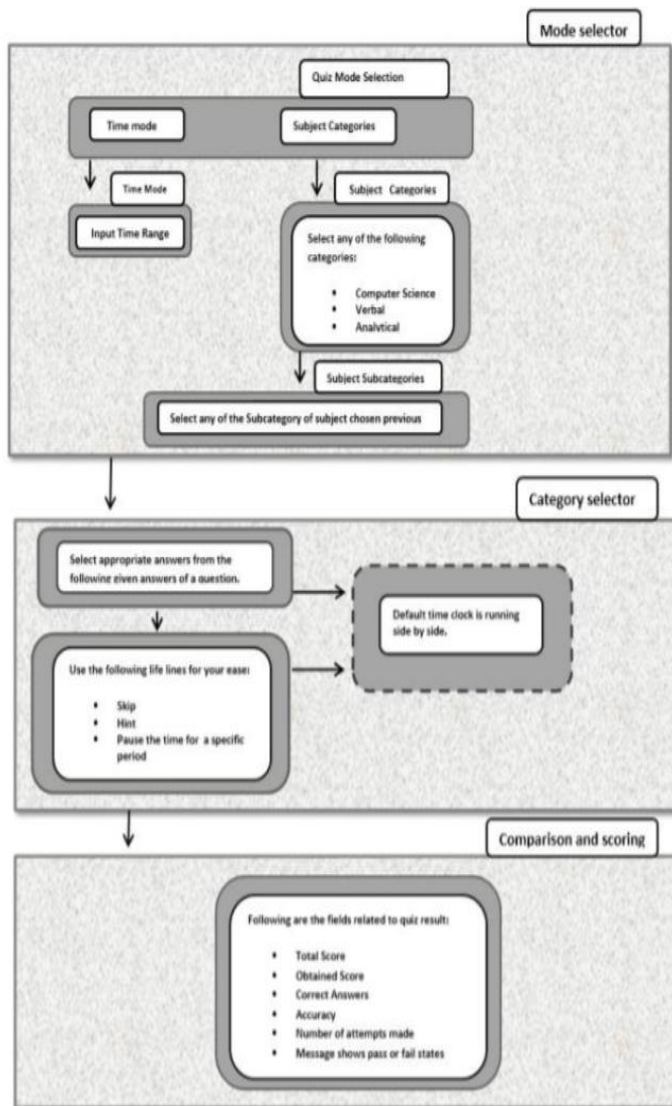 Mode selector
Quiz Mode Selection
Time mode
Subject Categories
Time Mode
Input Time Range
Subject Categories
Select any of the following
categories:
• Computer Science
• Verbal
• Analytical
Subject Subcategories
Select any of the Subcategory of subject chosen previous
Category selector
Select appropriate answers from the
following given answers of a question.
Default time clock is running
side by side.
Use the following life lines for your ease:
• Skip
• Hint
• Pause the time for a specific
period
Comparison and scoring
Following are the fields related to quiz result:
• Total Score
• Obtained Score
• Correct Answers
• Accuracy
• Number of attempts made
• Message shows pass or fail states